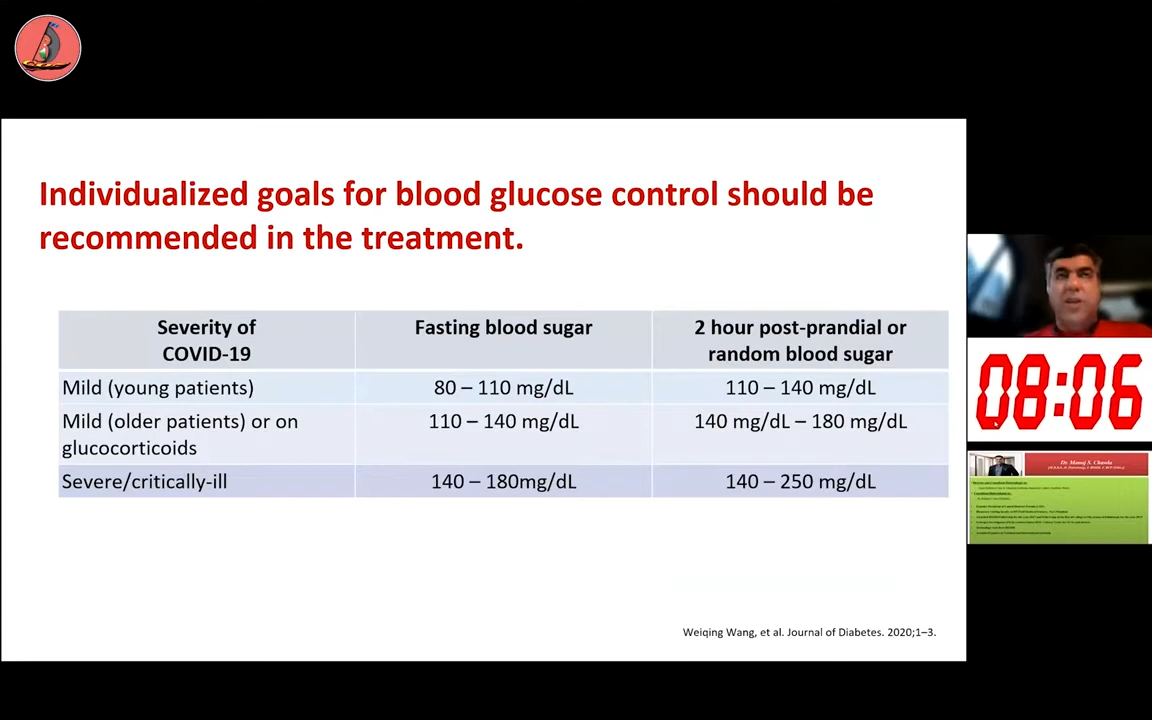 Individualized goals for blood glucose control should be
recommended in the treatment.
Severity of
COVID-19
Fasting blood sugar
2 hour post-prandial or
random blood sugar
Mild (young patients)
80 – 110 mg/dL
110 – 140 mg/dL
Mild (older patients) or on
glucocorticoids
110 – 140 mg/dL
140 mg/dL – 180 mg/dL
Severe/critically-ill
140 – 180mg/dL
140 – 250 mg/dL
Weiqing Wang, et al. Journal of Diabetes. 2020;1–3.
08:06
Dr. Manoj S. Chawla